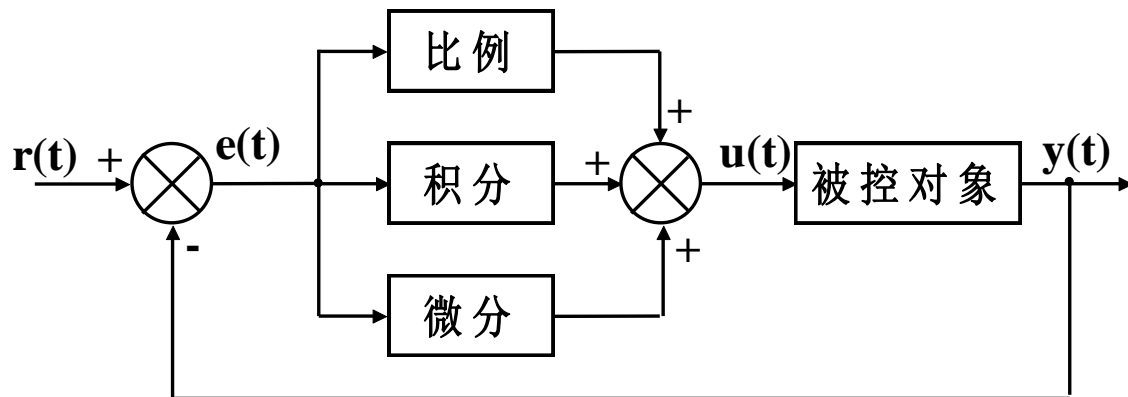 比例
r(t) + e(t) + + u(t) y(t)
积分
被控对象
- +
微分